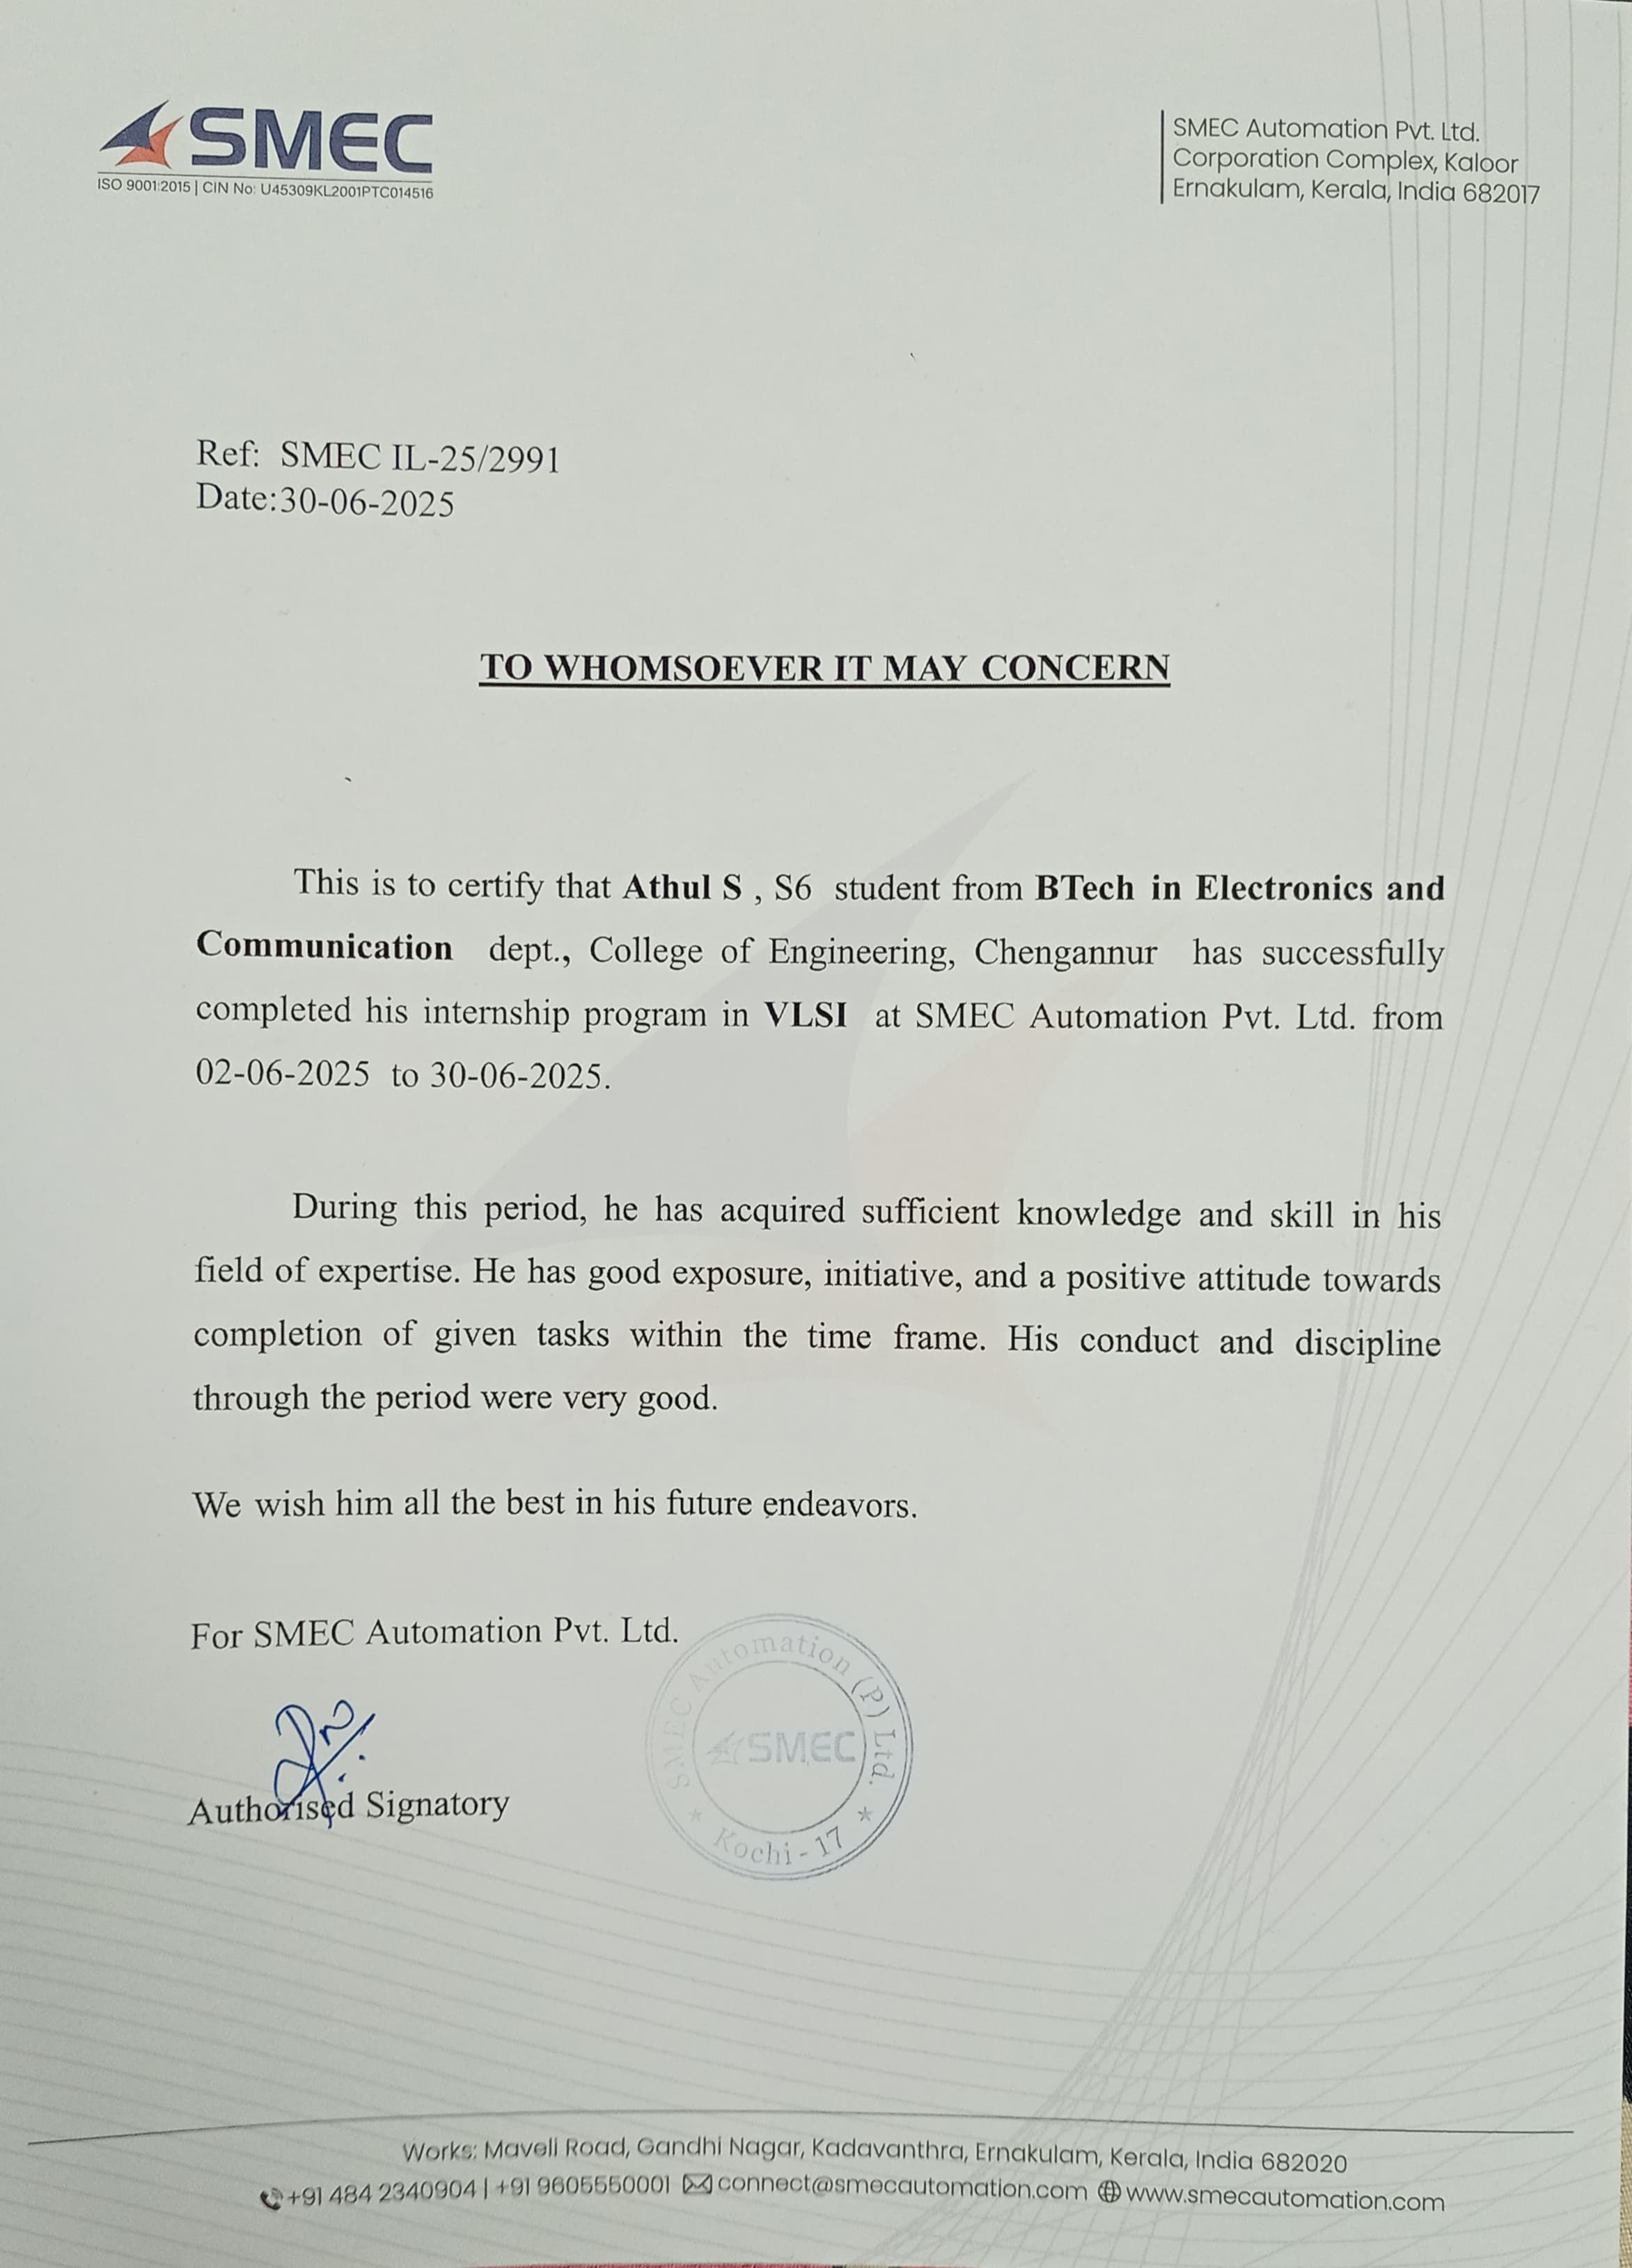 SMEC
ISO 9001:2015 | CIN No: U45309KL2001PTC014516
SMEC Automation Pvt. Ltd.
Corporation Complex, Kaloor
Ernakulam, Kerala, India 682017
Ref: SMEC IL-25/2991
Date:30-06-2025
TO WHOMSOEVER IT MAY CONCERN
This is to certify that Athul S , S6 student from BTech in Electronics and
Communication dept., College of Engineering, Chengannur has successfully
completed his internship program in VLSI at SMEC Automation Pvt. Ltd. from
02-06-2025 to 30-06-2025.
During this period, he has acquired sufficient knowledge and skill in his
field of expertise. He has good exposure, initiative, and a positive attitude towards
completion of given tasks within the time frame. His conduct and discipline
through the period were very good.
We wish him all the best in his future endeavors.
For SMEC Automation Pvt. Ltd.
SMEC Automation (P) Ltd.
SMEC
* Kochi - 17 *
Authorised Signatory
Works: Maveli Road, Gandhi Nagar, Kadavanthra, Ernakulam, Kerala, India 682020
+91 484 2340904 | +91 9605550001 connect@smecautomation.com www.smecautomation.com